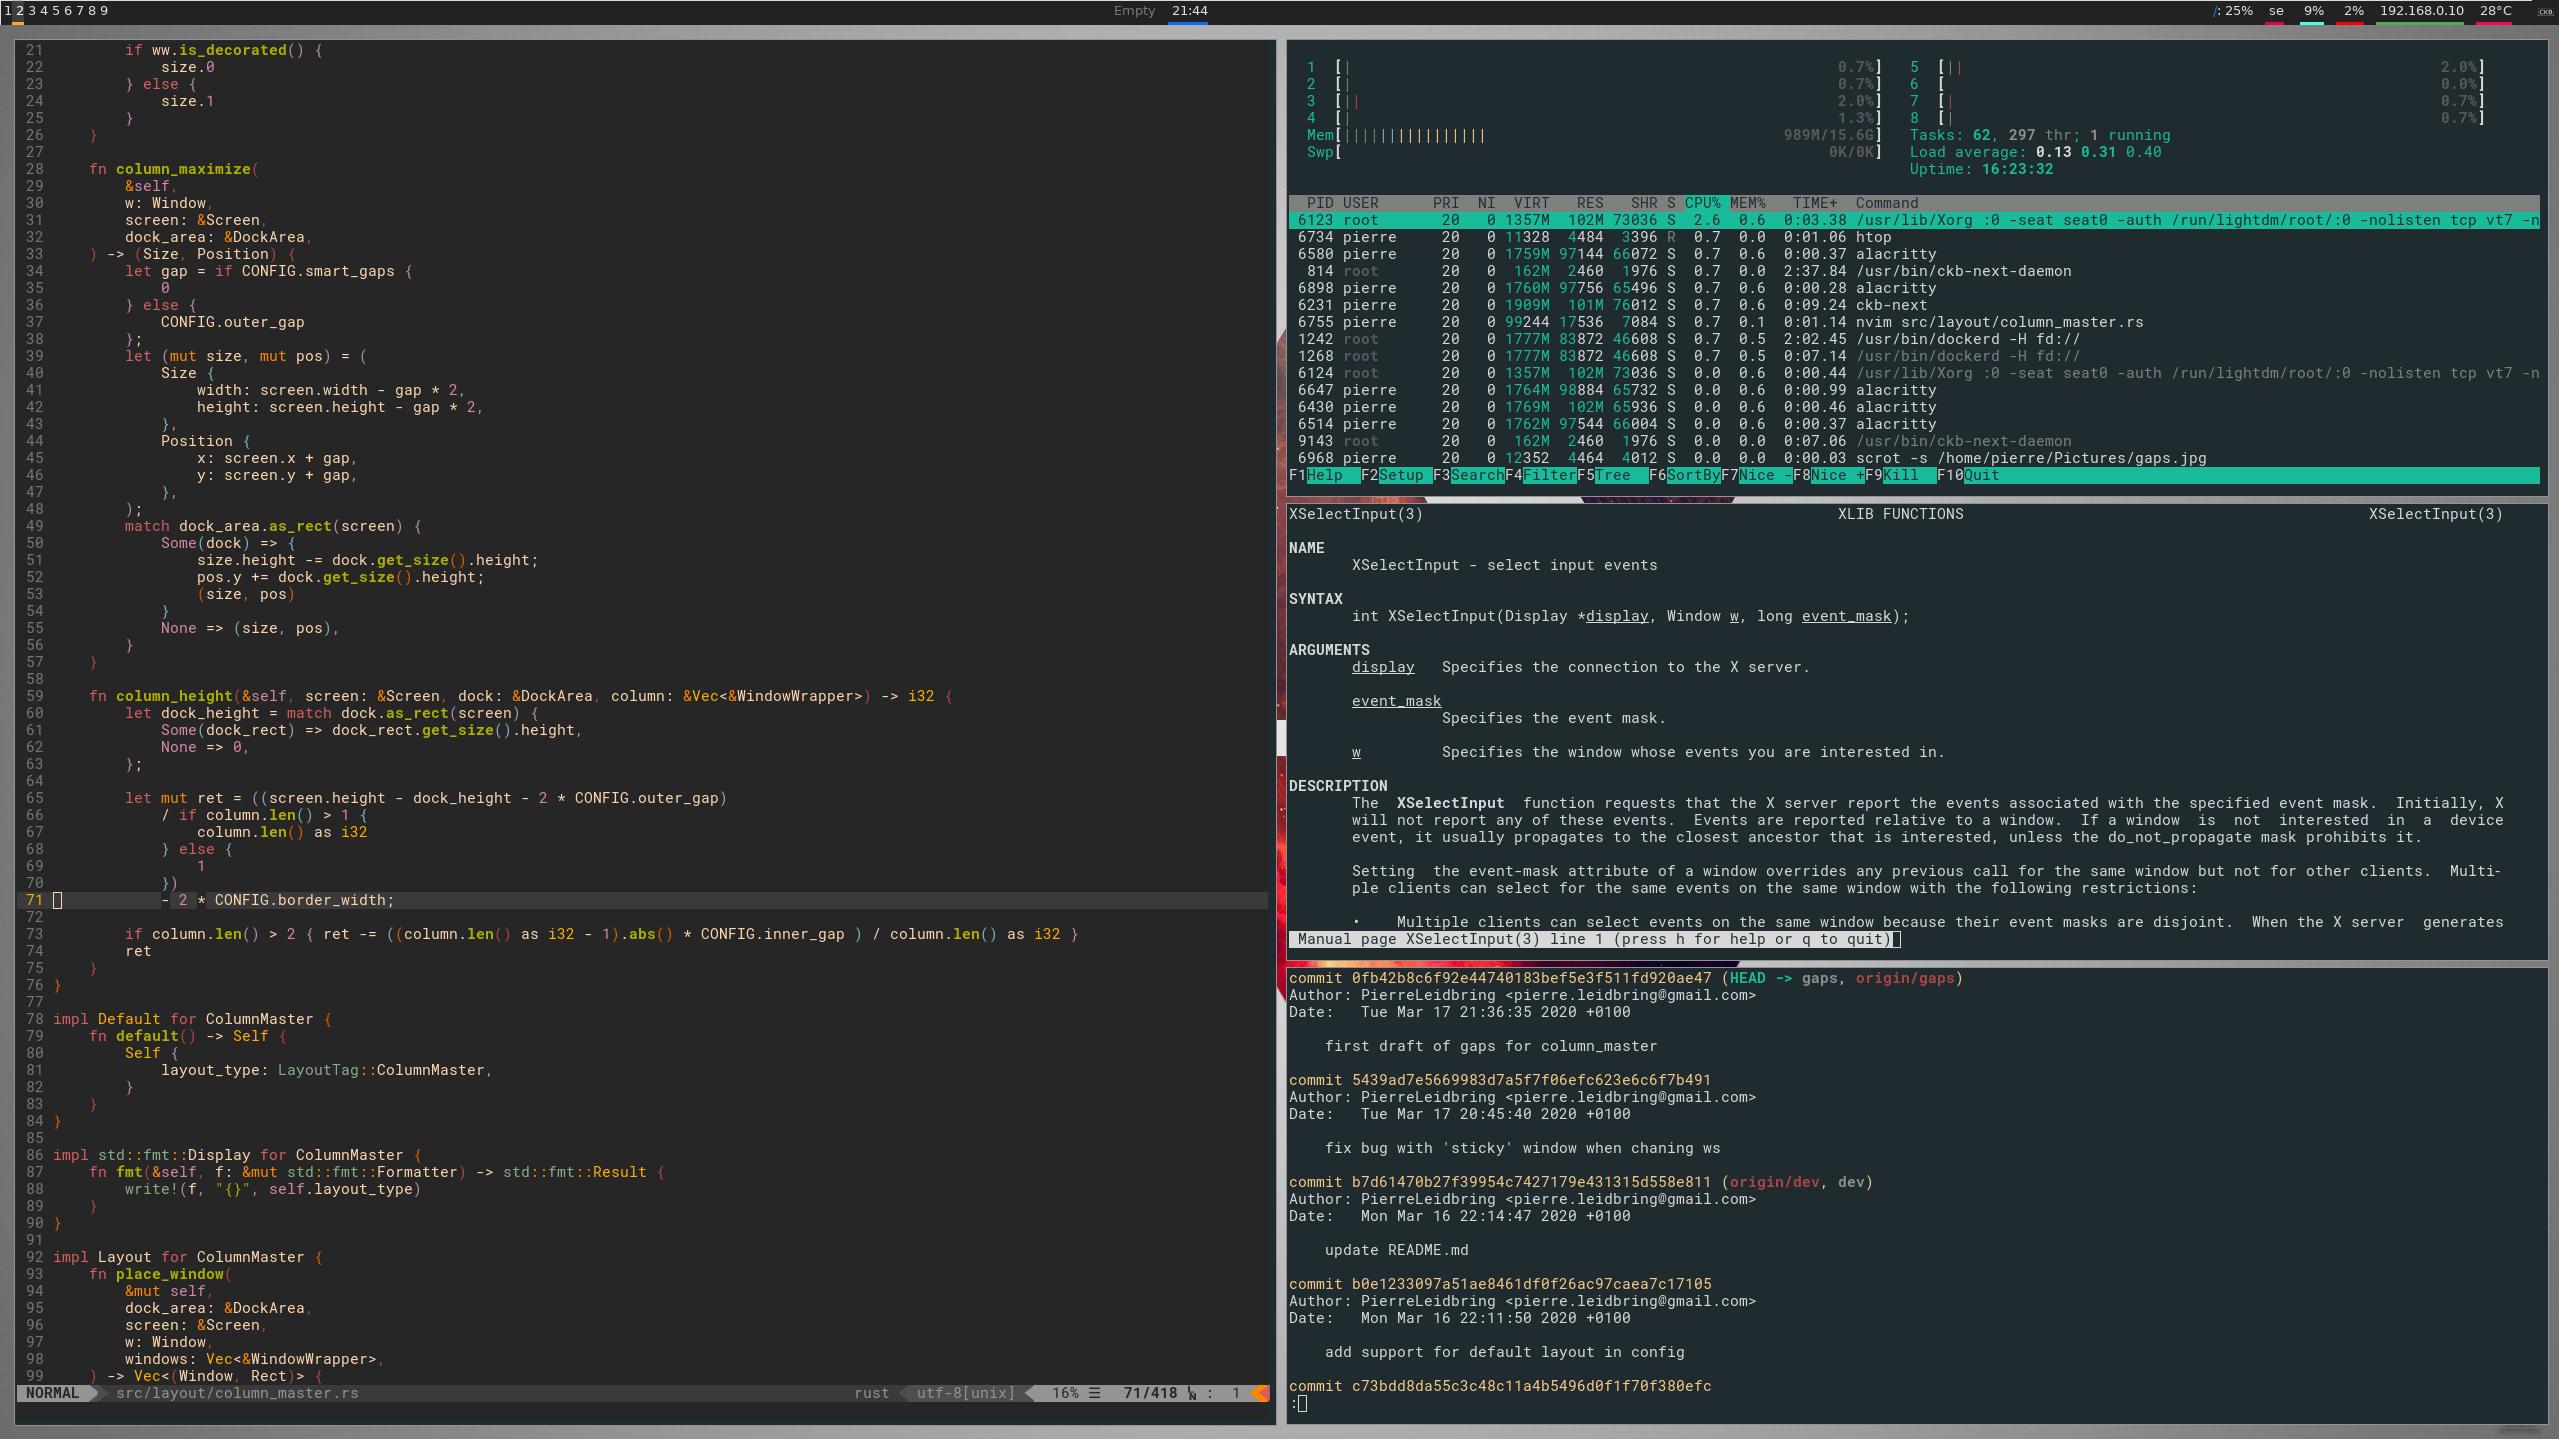 1 2 3 4 5 6 7 8 9
Empty 21:44
/: 25% se 9% 2% 192.168.0.10 28°C
21         if ww.is_decorated() {
22             size.0
23         } else {
24             size.1
25         }
26     }
27
28     fn column_maximize(
29         &self,
30         w: Window,
31         screen: &Screen,
32         dock_area: &DockArea,
33     ) -> (Size, Position) {
34         let gap = if CONFIG.smart_gaps {
35             0
36         } else {
37             CONFIG.outer_gap
38         };
39         let (mut size, mut pos) = (
40             Size {
41                 width: screen.width - gap * 2,
42                 height: screen.height - gap * 2,
43             },
44             Position {
45                 x: screen.x + gap,
46                 y: screen.y + gap,
47             },
48         );
49         match dock_area.as_rect(screen) {
50             Some(dock) => {
51                 size.height -= dock.get_size().height;
52                 pos.y += dock.get_size().height;
53                 (size, pos)
54             }
55             None => (size, pos),
56         }
57     }
58
59     fn column_height(&self, screen: &Screen, dock: &DockArea, column: &Vec<&WindowWrapper>) -> i32 {
60         let dock_height = match dock.as_rect(screen) {
61             Some(dock_rect) => dock_rect.get_size().height,
62             None => 0,
63         };
64
65         let mut ret = ((screen.height - dock_height - 2 * CONFIG.outer_gap)
66             / if column.len() > 1 {
67                 column.len() as i32
68             } else {
69                 1
70             })
71             - 2 * CONFIG.border_width;
72
73         if column.len() > 2 { ret -= ((column.len() as i32 - 1).abs() * CONFIG.inner_gap ) / column.len() as i32 }
74         ret
75     }
76 }
77
78 impl Default for ColumnMaster {
79     fn default() -> Self {
80         Self {
81             layout_type: LayoutTag::ColumnMaster,
82         }
83     }
84 }
85
86 impl std::fmt::Display for ColumnMaster {
87     fn fmt(&self, f: &mut std::fmt::Formatter) -> std::fmt::Result {
88         write!(f, "{}", self.layout_type)
89     }
90 }
91
92 impl Layout for ColumnMaster {
93     fn place_window(
94         &mut self,
95         dock_area: &DockArea,
96         screen: &Screen,
97         w: Window,
98         windows: Vec<&WindowWrapper>,
99     ) -> Vec<(Window, Rect)> {
NORMAL src/layout/column_master.rs rust utf-8[unix] 16% ☰ 71/418 : 1
1 [| 0.7%] 5 [|| 2.0%]
2 [| 0.7%] 6 [ 0.0%]
3 [|| 2.0%] 7 [| 0.7%]
4 [| 1.3%] 8 [| 0.7%]
Mem[|||||||||||||||| 989M/15.6G] Tasks: 62, 297 thr; 1 running
Swp[ 0K/0K] Load average: 0.13 0.31 0.40
Uptime: 16:23:32
PID USER PRI NI VIRT RES SHR S CPU% MEM% TIME+ Command
6123 root 20 0 1357M 102M 73036 S 2.6 0.6 0:03.38 /usr/lib/Xorg :0 -seat seat0 -auth /run/lightdm/root/:0 -nolisten tcp vt7 -n
6734 pierre 20 0 11328 4484 3396 R 0.7 0.0 0:01.06 htop
6580 pierre 20 0 1759M 97144 66072 S 0.7 0.6 0:00.37 alacritty
814 root 20 0 162M 2460 1976 S 0.7 0.0 2:37.84 /usr/bin/ckb-next-daemon
6898 pierre 20 0 1760M 97756 65496 S 0.7 0.6 0:00.28 alacritty
6231 pierre 20 0 1909M 101M 76012 S 0.7 0.6 0:09.24 ckb-next
6755 pierre 20 0 99244 17536 7084 S 0.7 0.1 0:01.14 nvim src/layout/column_master.rs
1242 root 20 0 1777M 83872 46608 S 0.7 0.5 2:02.45 /usr/bin/dockerd -H fd://
1268 root 20 0 1777M 83872 46608 S 0.7 0.5 0:07.14 /usr/bin/dockerd -H fd://
6124 root 20 0 1357M 102M 73036 S 0.0 0.6 0:00.44 /usr/lib/Xorg :0 -seat seat0 -auth /run/lightdm/root/:0 -nolisten tcp vt7 -n
6647 pierre 20 0 1764M 98884 65732 S 0.0 0.6 0:00.99 alacritty
6430 pierre 20 0 1769M 102M 65936 S 0.0 0.6 0:00.46 alacritty
6514 pierre 20 0 1762M 97544 66004 S 0.0 0.6 0:00.37 alacritty
9143 root 20 0 162M 2460 1976 S 0.0 0.0 0:07.06 /usr/bin/ckb-next-daemon
6968 pierre 20 0 12352 4464 4012 S 0.0 0.0 0:00.03 scrot -s /home/pierre/Pictures/gaps.jpg
F1Help F2Setup F3SearchF4FilterF5Tree F6SortByF7Nice -F8Nice +F9Kill F10Quit
XSelectInput(3) XLIB FUNCTIONS XSelectInput(3)
NAME
XSelectInput - select input events
SYNTAX
int XSelectInput(Display *display, Window w, long event_mask);
ARGUMENTS
display Specifies the connection to the X server.
event_mask
Specifies the event mask.
w Specifies the window whose events you are interested in.
DESCRIPTION
The XSelectInput function requests that the X server report the events associated with the specified event mask. Initially, X
will not report any of these events. Events are reported relative to a window. If a window is not interested in a device
event, it usually propagates to the closest ancestor that is interested, unless the do_not_propagate mask prohibits it.
Setting the event-mask attribute of a window overrides any previous call for the same window but not for other clients. Multi-
ple clients can select for the same events on the same window with the following restrictions:
• Multiple clients can select events on the same window because their event masks are disjoint. When the X server generates
Manual page XSelectInput(3) line 1 (press h for help or q to quit)
commit 0fb42b8c6f92e44740183bef5e3f511fd920ae47 (HEAD -> gaps, origin/gaps)
Author: PierreLeidbring <pierre.leidbring@gmail.com>
Date:   Tue Mar 17 21:36:35 2020 +0100
first draft of gaps for column_master
commit 5439ad7e5669983d7a5f7f06efc623e6c6f7b491
Author: PierreLeidbring <pierre.leidbring@gmail.com>
Date:   Tue Mar 17 20:45:40 2020 +0100
fix bug with 'sticky' window when chaning ws
commit b7d61470b27f39954c7427179e431315d558e811 (origin/dev, dev)
Author: PierreLeidbring <pierre.leidbring@gmail.com>
Date:   Mon Mar 16 22:14:47 2020 +0100
update README.md
commit b0e1233097a51ae8461df0f26ac97caea7c17105
Author: PierreLeidbring <pierre.leidbring@gmail.com>
Date:   Mon Mar 16 22:11:50 2020 +0100
add support for default layout in config
commit c73bdd8da55c3c48c11a4b5496d0f1f70f380efc
: